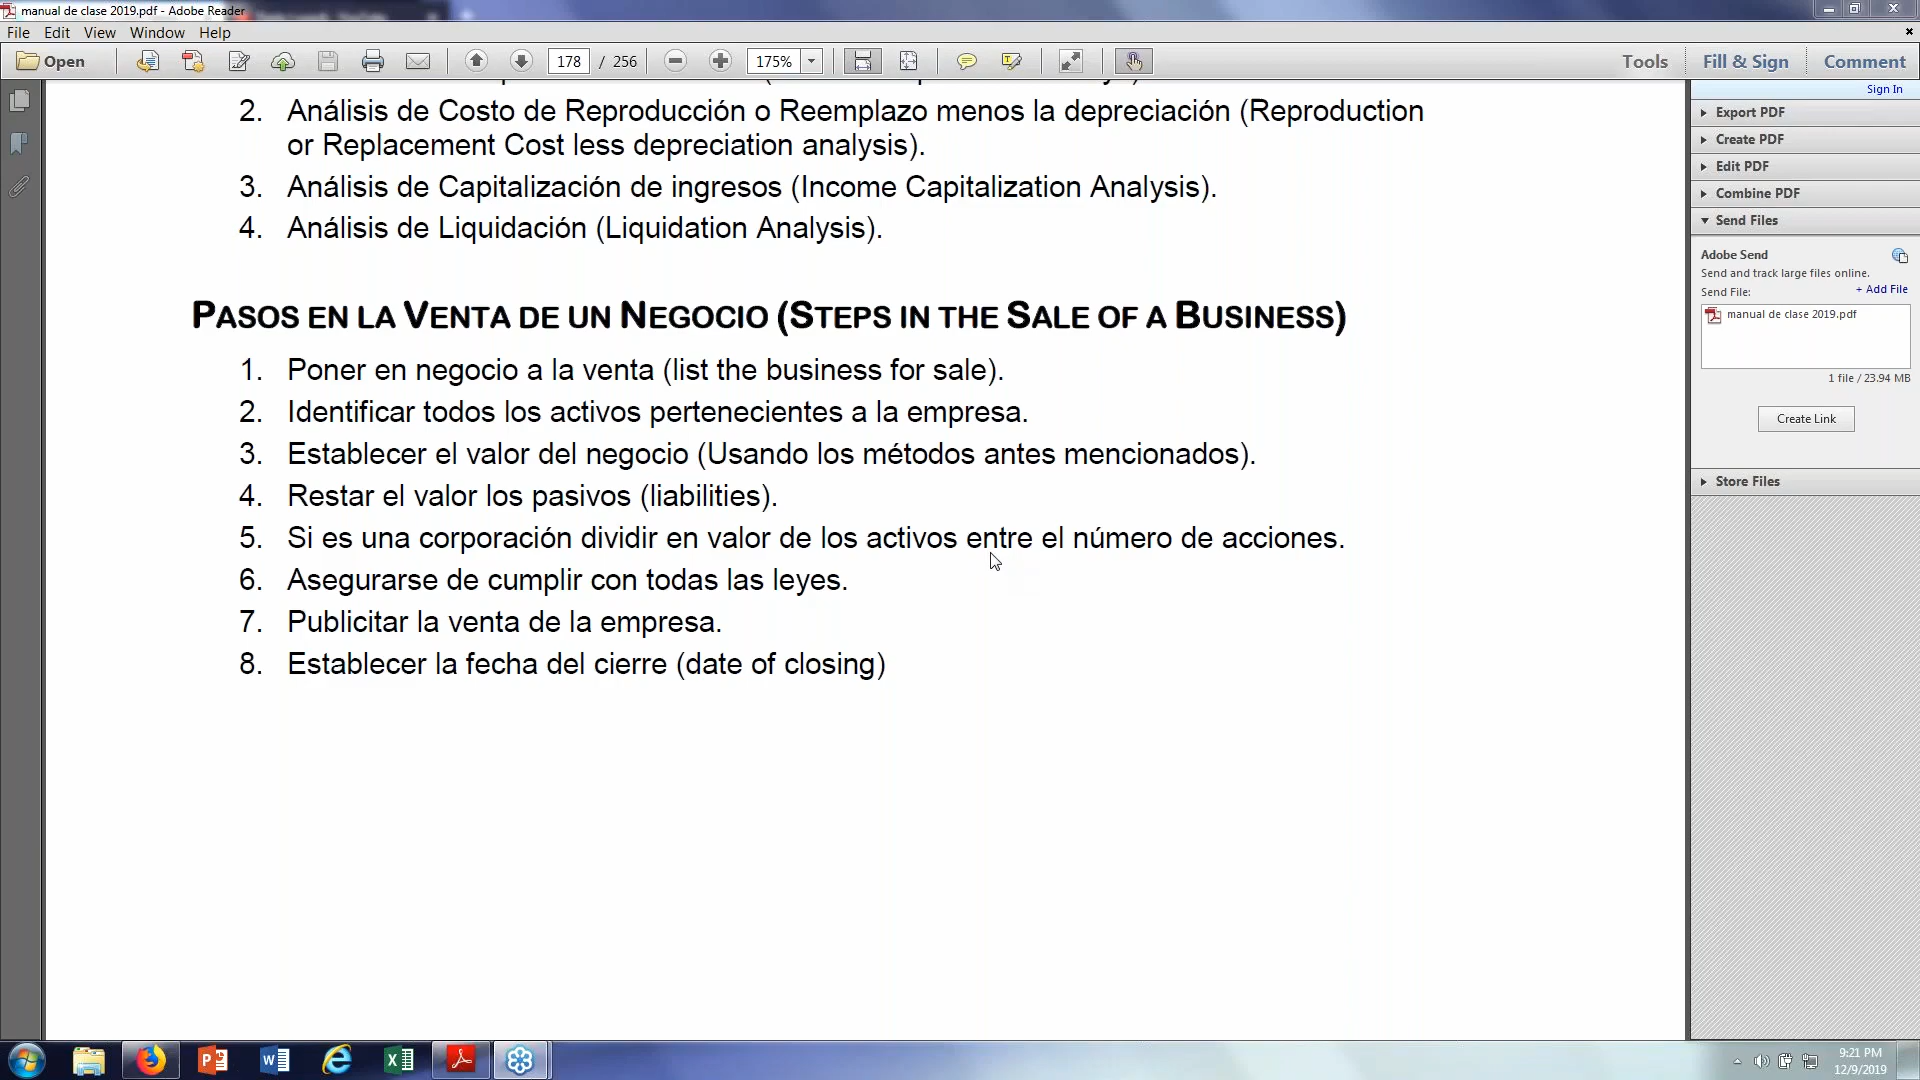 manual de clase 2019.pdf - Adobe Reader
File Edit View Window Help
Open 178 / 256 175% Tools Fill & Sign Comment
Sign In
2. Análisis de Costo de Reproducción o Reemplazo menos la depreciación (Reproduction
or Replacement Cost less depreciation analysis).
3. Análisis de Capitalización de ingresos (Income Capitalization Analysis).
4. Análisis de Liquidación (Liquidation Analysis).
PASOS EN LA VENTA DE UN NEGOCIO (STEPS IN THE SALE OF A BUSINESS)
1. Poner en negocio a la venta (list the business for sale).
2. Identificar todos los activos pertenecientes a la empresa.
3. Establecer el valor del negocio (Usando los métodos antes mencionados).
4. Restar el valor los pasivos (liabilities).
5. Si es una corporación dividir en valor de los activos entre el número de acciones.
6. Asegurarse de cumplir con todas las leyes.
7. Publicitar la venta de la empresa.
8. Establecer la fecha del cierre (date of closing)
Export PDF
Create PDF
Edit PDF
Combine PDF
Send Files
Adobe Send
Send and track large files online.
Send File: + Add File
manual de clase 2019.pdf
1 file / 23.94 MB
Create Link
Store Files
9:21 PM
12/9/2019